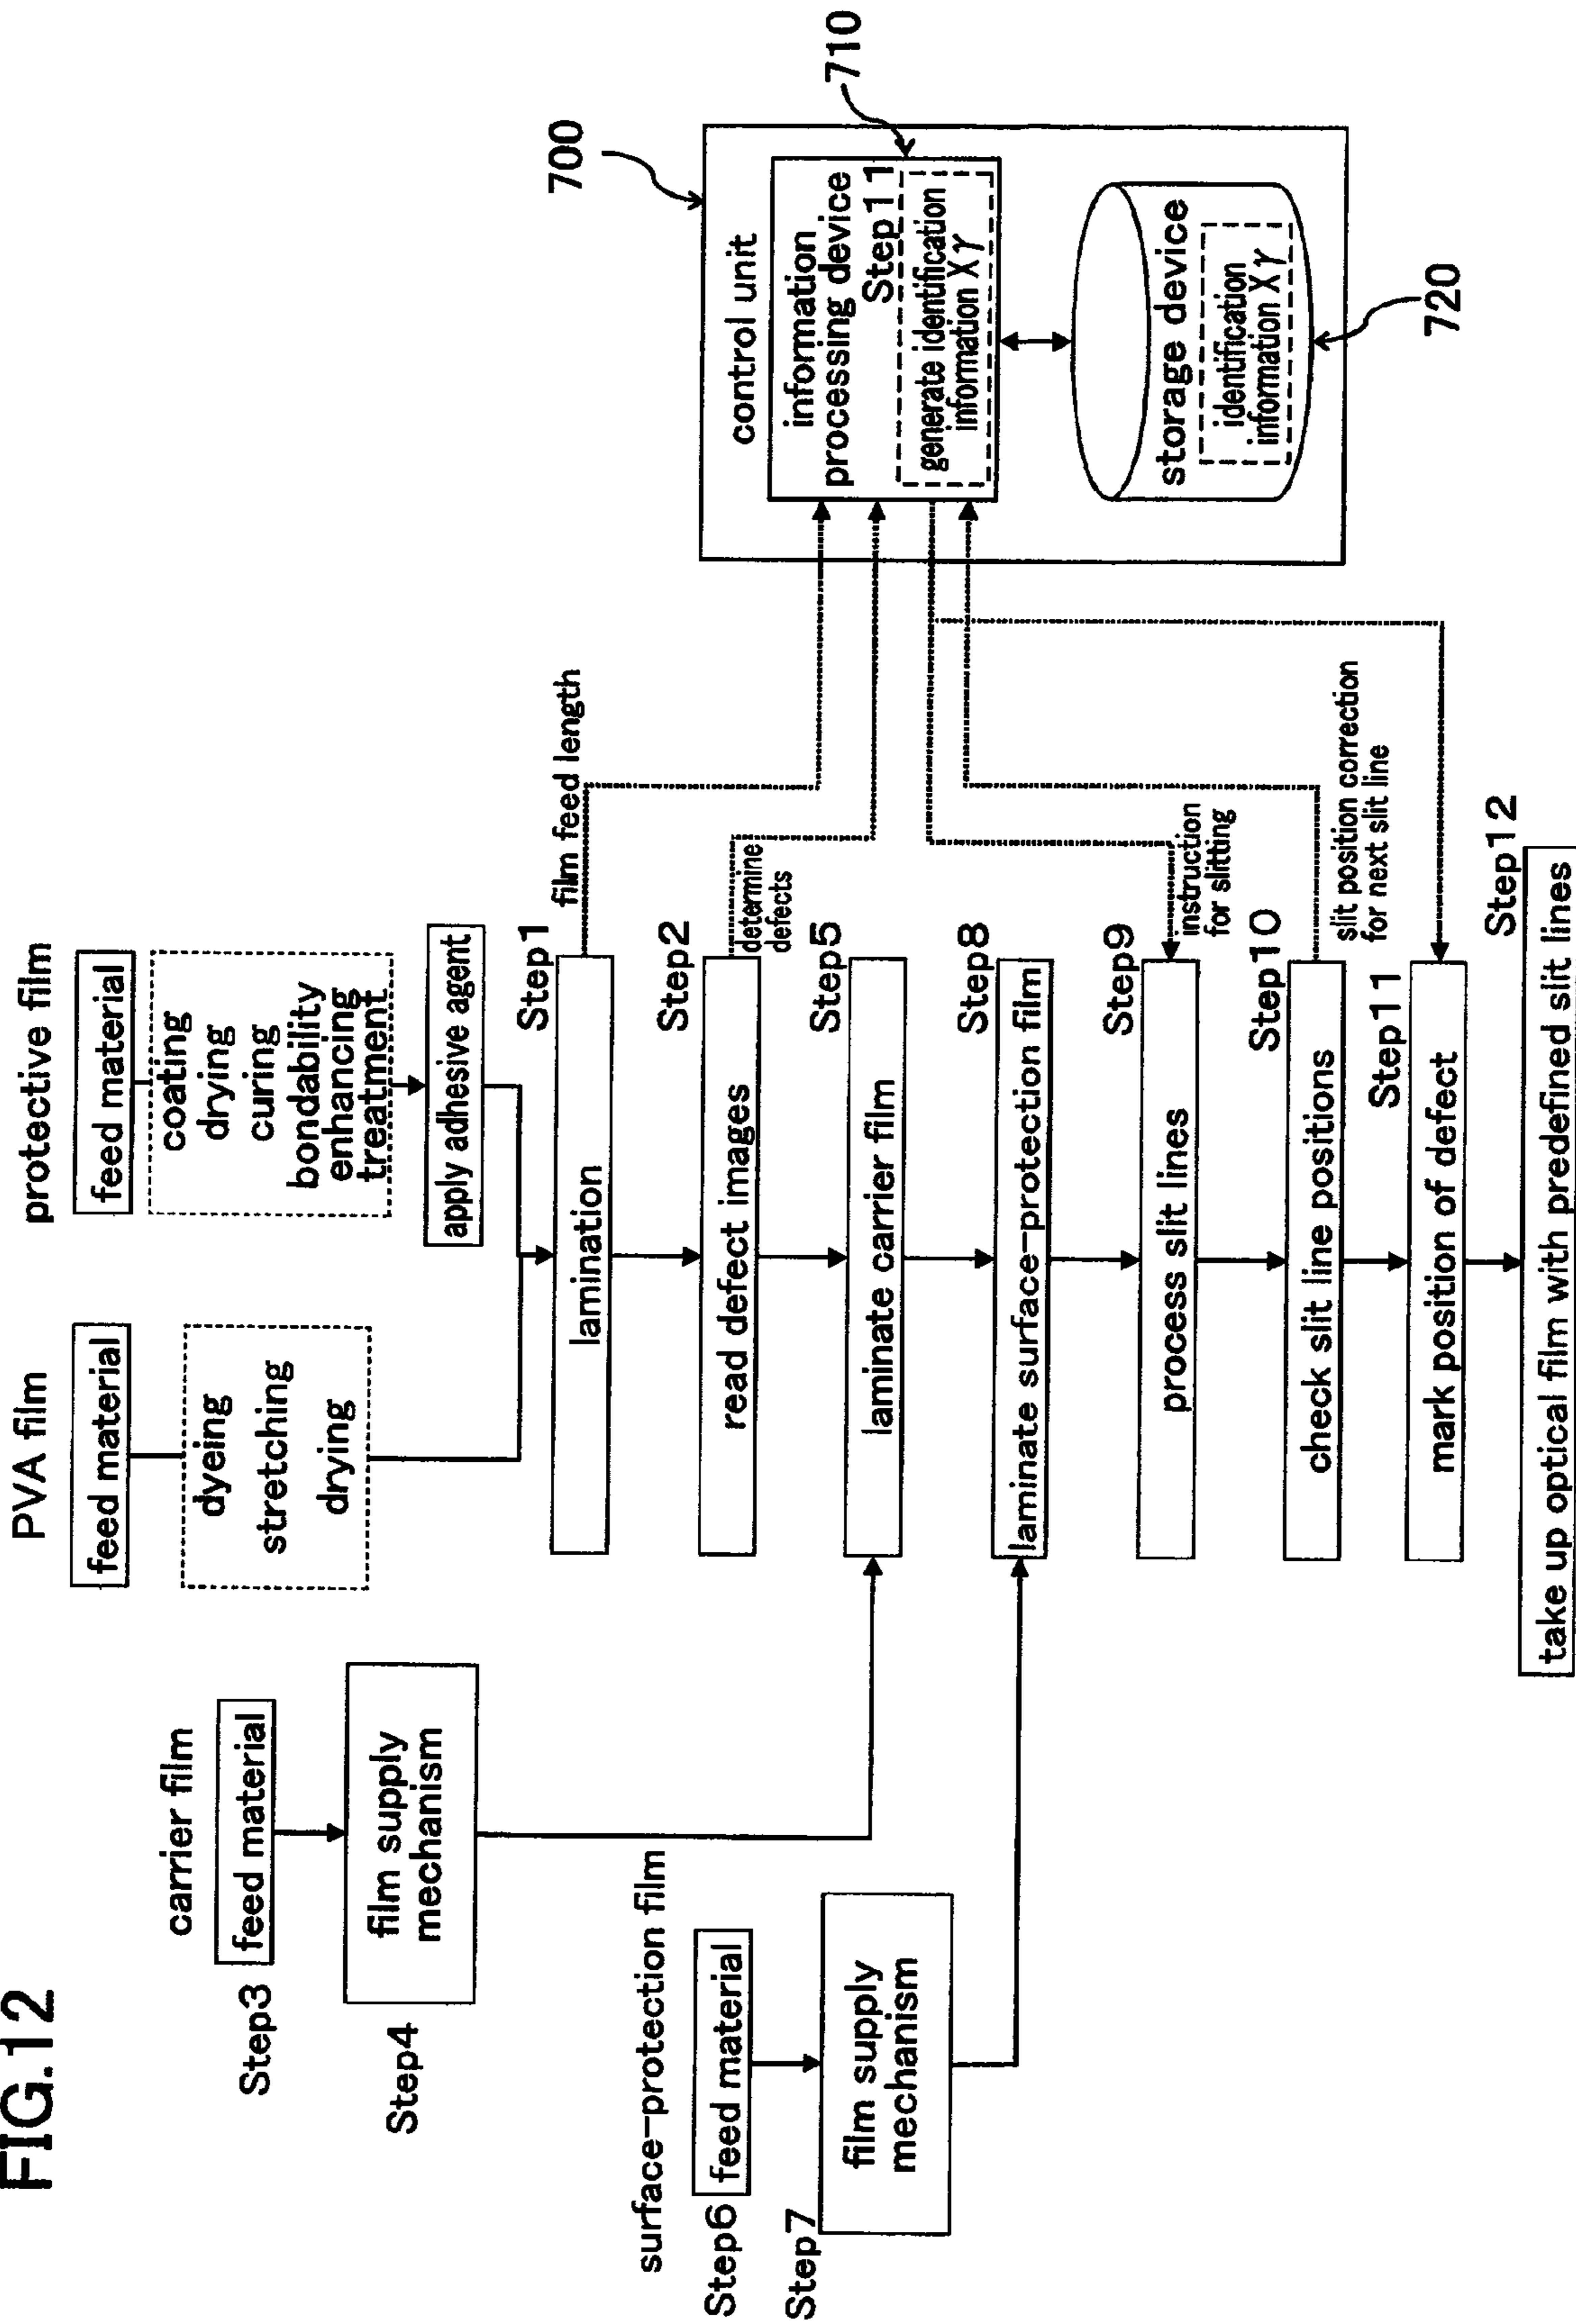 FIG.12
PVA film
feed material
dyeing
stretching
drying
protective film
feed material
coating
drying
curing
bondability
enhancing
treatment
apply adhesive agent
Step1
lamination
film feed length
Step2
read defect images
determine
defects
carrier film
Step3
feed material
Step4
film supply
mechanism
Step5
laminate carrier film
surface-protection film
Step6
feed material
Step7
film supply
mechanism
Step8
laminate surface-protection film
Step9
process slit lines
instruction
for slitting
Step10
check slit line positions
slit position correction
for next slit line
Step11
mark position of defect
Step12
take up optical film with predefined slit lines
700
control unit
710
information
processing device
Step11
generate identification
information Xγ
storage device
identification
information Xγ
720